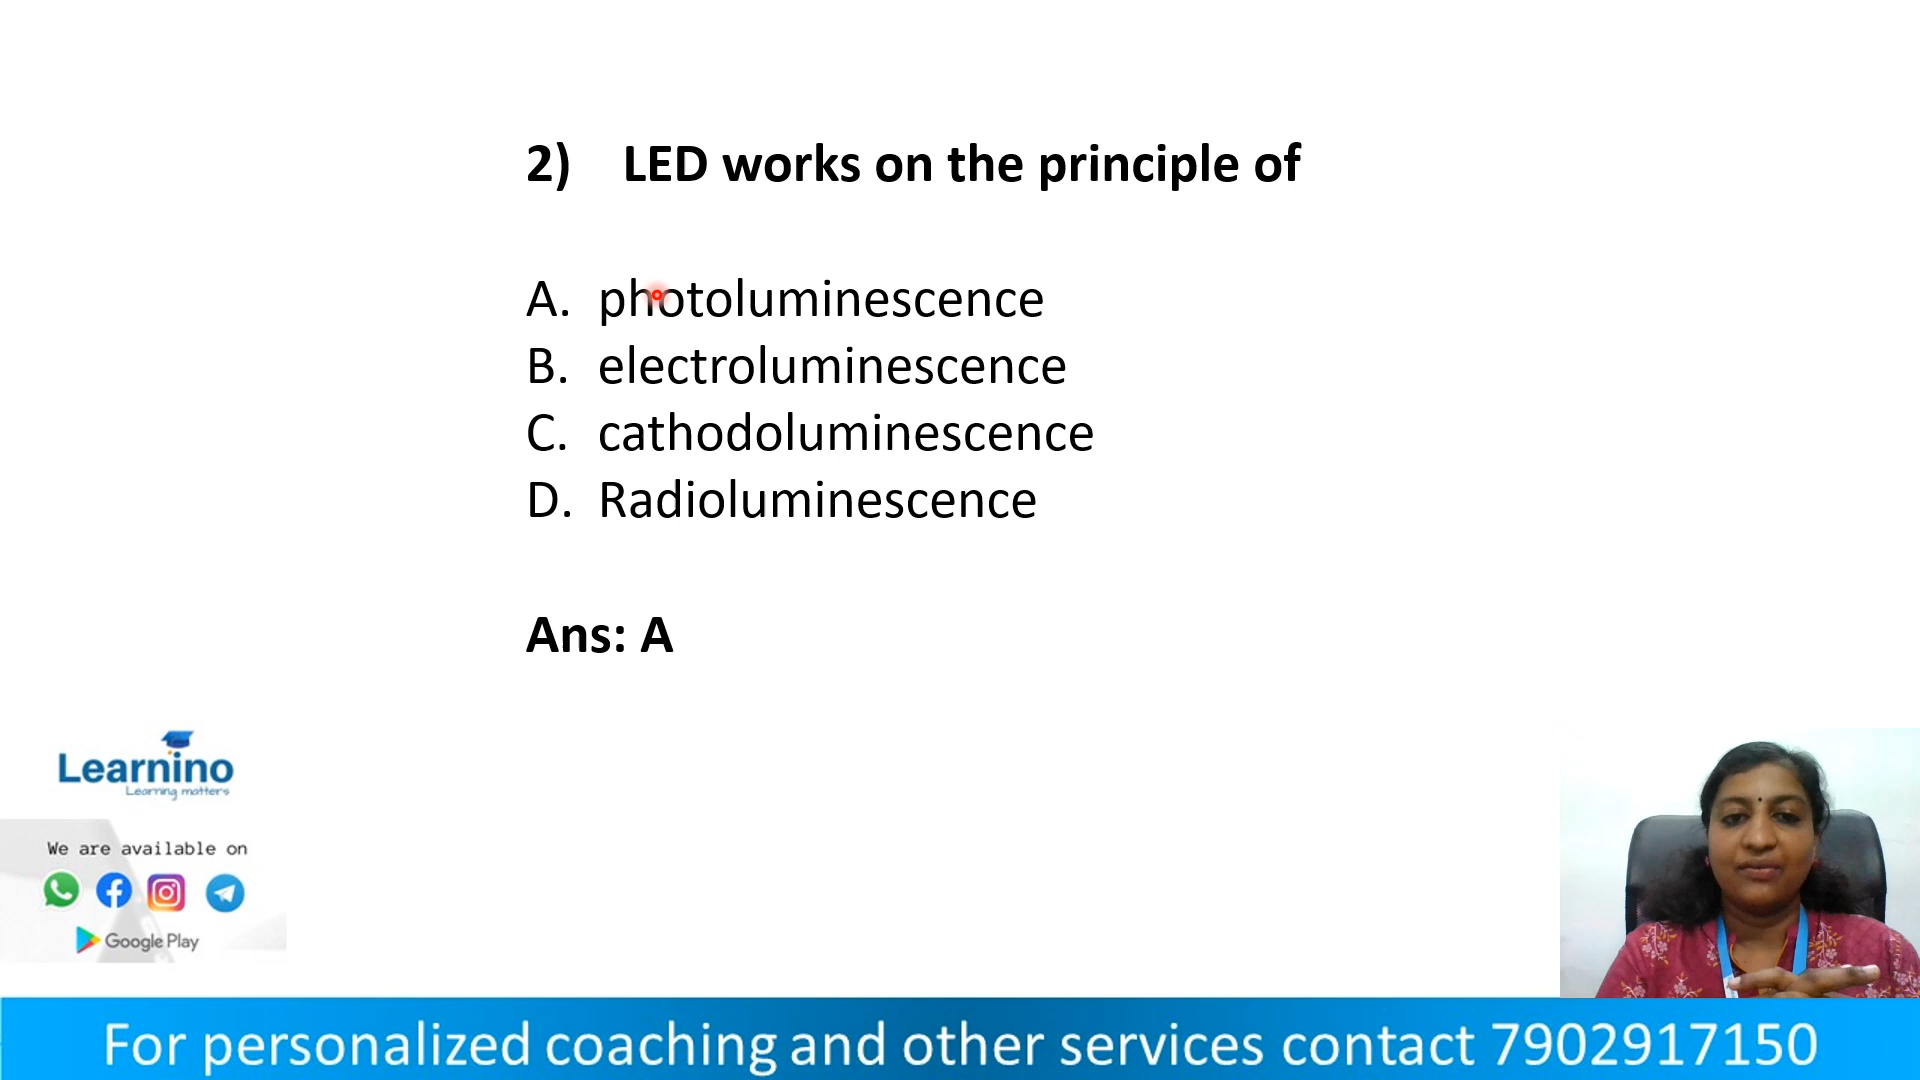 2) LED works on the principle of
A. photoluminescence
B. electroluminescence
C. cathodoluminescence
D. Radioluminescence
Ans: A
Learnino
Learning matters
We are available on
Google Play
For personalized coaching and other services contact 7902917150